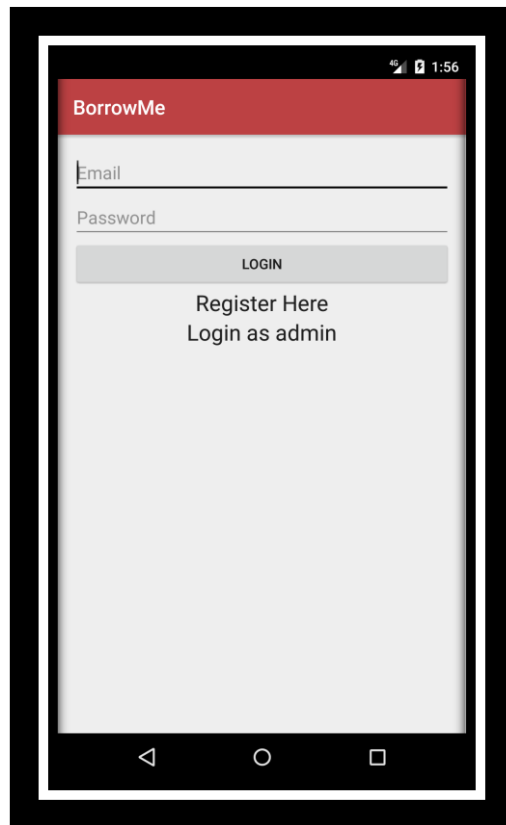 4G 1:56
BorrowMe
Email
Password
LOGIN
Register Here
Login as admin